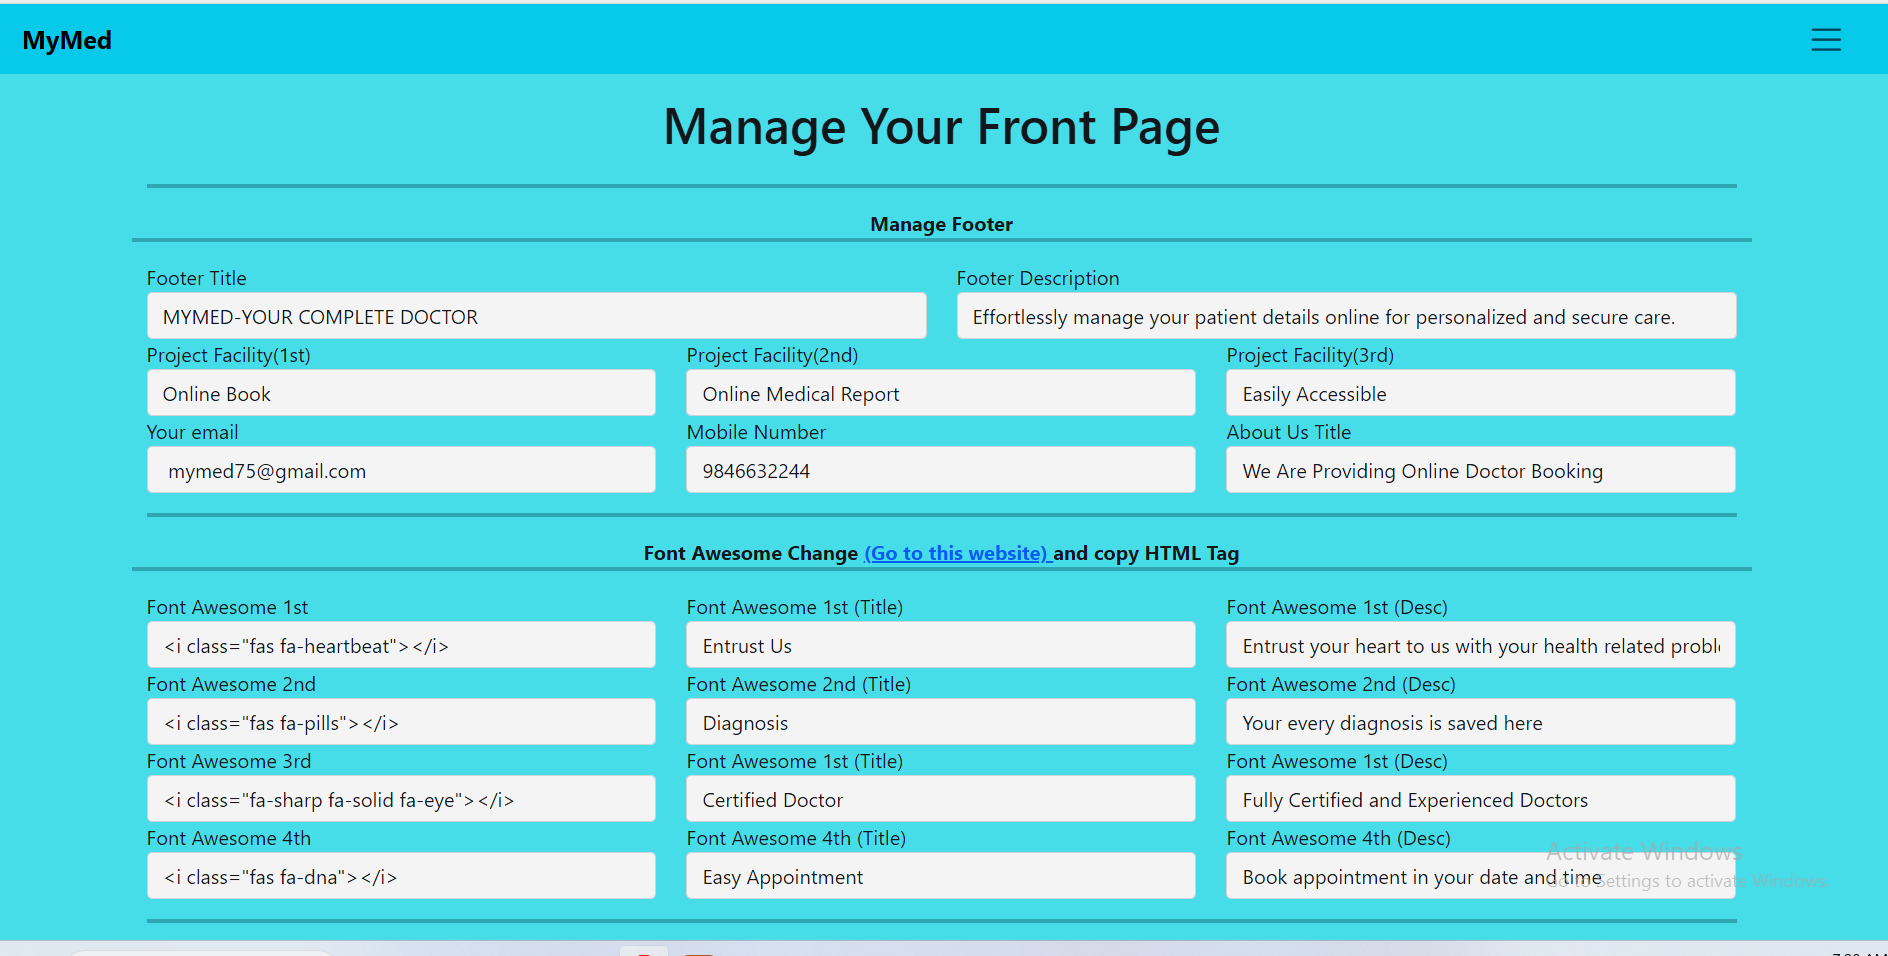 MyMed
Manage Your Front Page
Manage Footer
Footer Title Footer Description
MYMED-YOUR COMPLETE DOCTOR Effortlessly manage your patient details online for personalized and secure care.
Project Facility(1st) Project Facility(2nd) Project Facility(3rd)
Online Book Online Medical Report Easily Accessible
Your email Mobile Number About Us Title
mymed75@gmail.com 9846632244 We Are Providing Online Doctor Booking
Font Awesome Change (Go to this website) and copy HTML Tag
Font Awesome 1st Font Awesome 1st (Title) Font Awesome 1st (Desc)
<i class="fas fa-heartbeat"></i> Entrust Us Entrust your heart to us with your health related
Font Awesome 2nd Font Awesome 2nd (Title) Font Awesome 2nd (Desc)
<i class="fas fa-pills"></i> Diagnosis Your every diagnosis is saved here
Font Awesome 3rd Font Awesome 1st (Title) Font Awesome 1st (Desc)
<i class="fa-sharp fa-solid fa-eye"></i> Certified Doctor Fully Certified and Experienced Doctors
Font Awesome 4th Font Awesome 4th (Title) Font Awesome 4th (Desc)
<i class="fas fa-dna"></i> Easy Appointment Book appointment in your date and time
Activate Windows
Go to Settings to activate Windows.